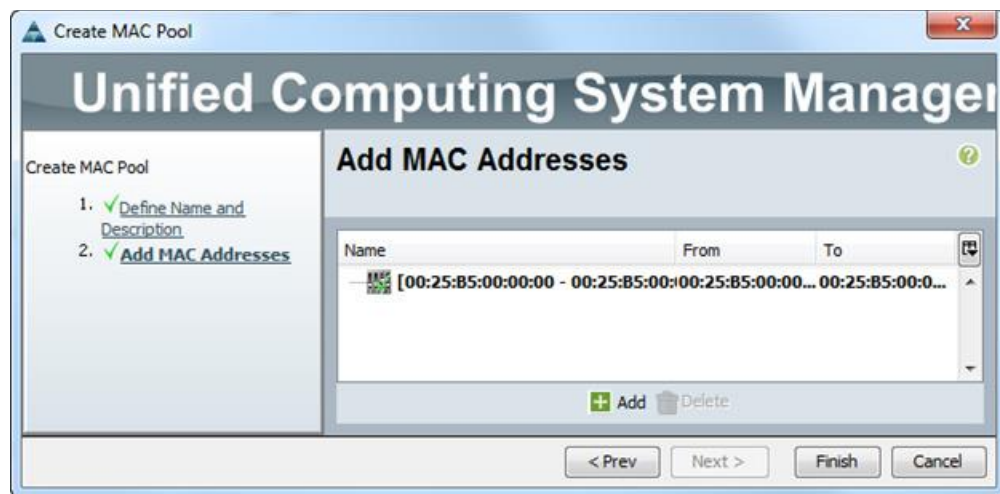 Create MAC Pool
Unified Computing System Manager
Create MAC Pool
1. Define Name and
Description
2. Add MAC Addresses
Add MAC Addresses
Name From To
[00:25:B5:00:00:00 - 00:25:B5:00: 00:25:B5:00:00... 00:25:B5:00:0...
Add Delete
< Prev Next > Finish Cancel